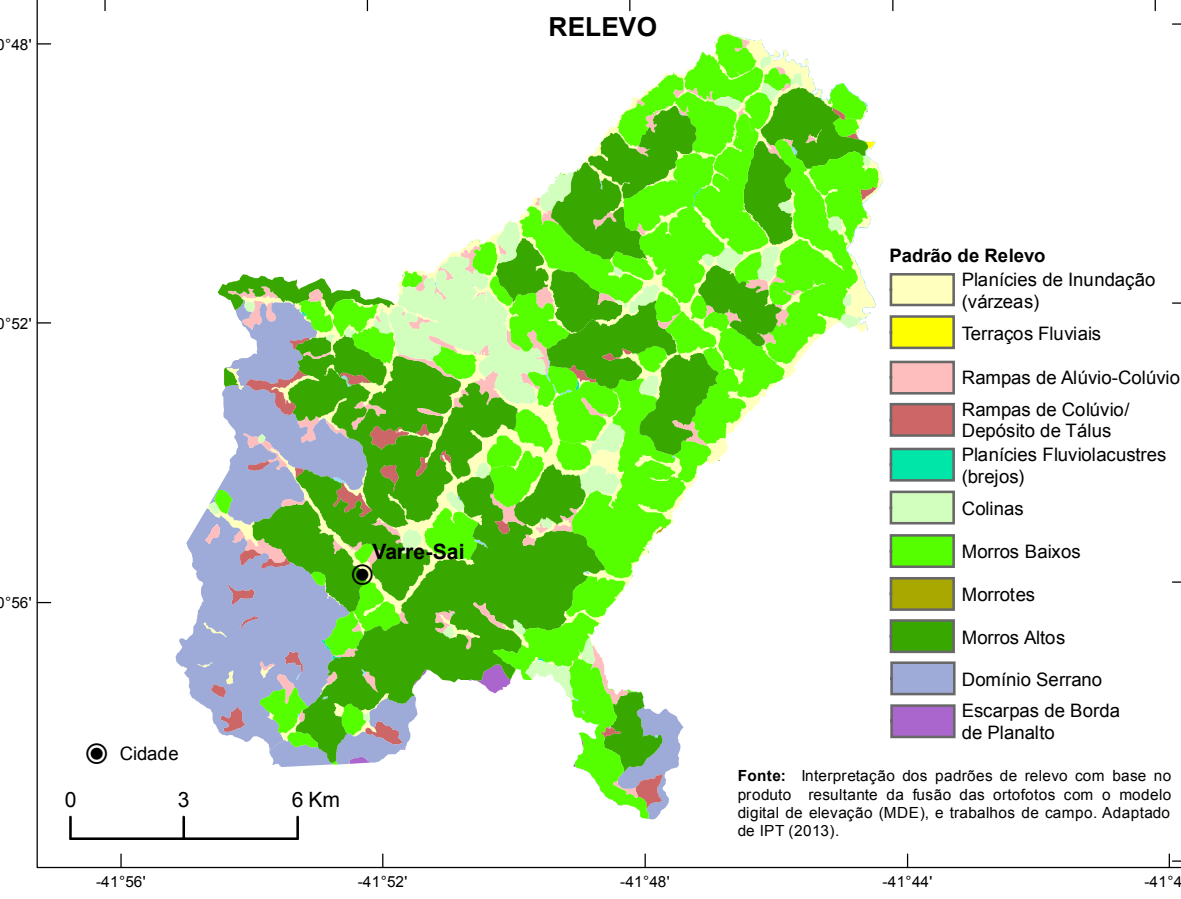 RELEVO
0°48'
0°52'
0°56'
Padrão de Relevo
Planícies de Inundação
(várzeas)
Terraços Fluviais
Rampas de Alúvio-Colúvio
Rampas de Colúvio/
Depósito de Tálus
Planícies Fluviolacustres
(brejos)
Colinas
Morros Baixos
Morrotes
Morros Altos
Domínio Serrano
Escarpas de Borda
de Planalto
Varre-Sai
Cidade
0 3 6 Km
Fonte: Interpretação dos padrões de relevo com base no
produto resultante da fusão das ortofotos com o modelo
digital de elevação (MDE), e trabalhos de campo. Adaptado
de IPT (2013).
-41°56' -41°52' -41°48' -41°44' -41°4